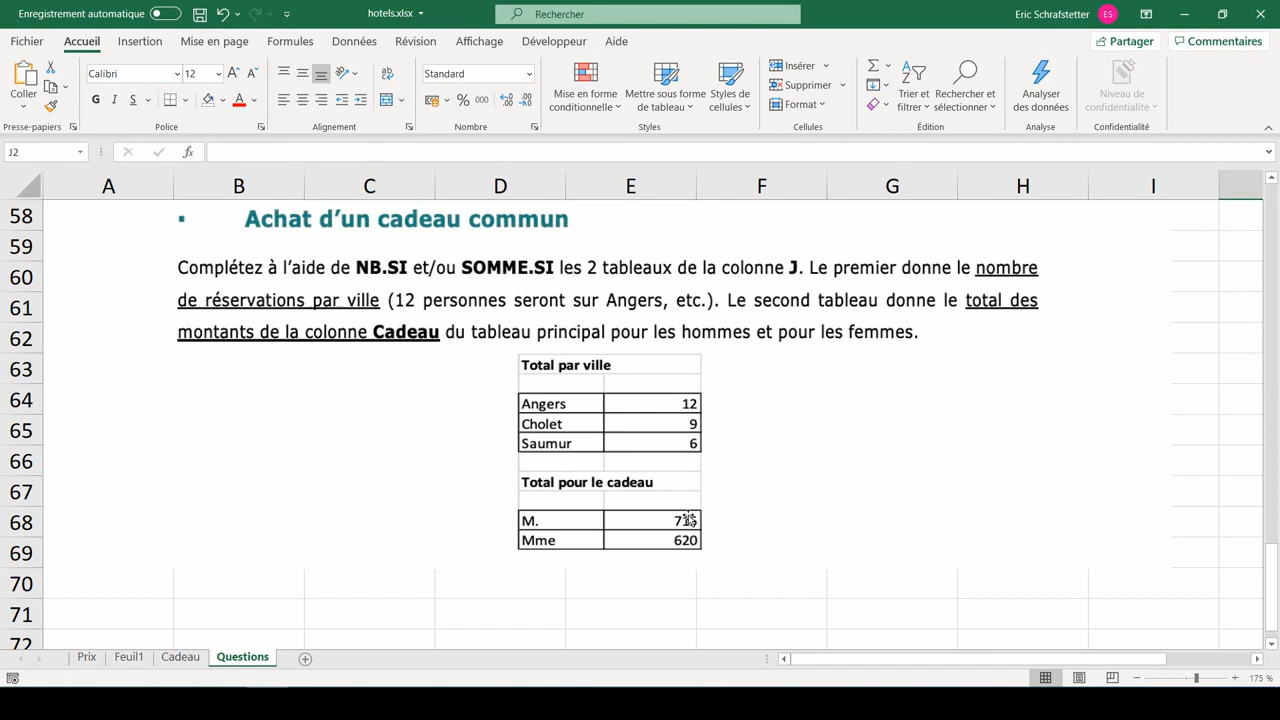 Enregistrement automatique hotels.xlsx Rechercher Eric Schrafstetter ES
Fichier Accueil Insertion Mise en page Formules Données Révision Affichage Développeur Aide Partager Commentaires
Coller
Calibri 12
G I S
Standard
% 000
Mise en forme conditionnelle
Mettre sous forme de tableau
Styles de cellules
Insérer
Supprimer
Format
Trier et filtrer
Rechercher et sélectionner
Analyser des données
Niveau de confidentialité
Presse-papiers Police Alignement Nombre Styles Cellules Édition Analyse Confidentialité
J2 fx
A B C D E F G H I
58 ▪ Achat d’un cadeau commun
59
60 Complétez à l’aide de NB.SI et/ou SOMME.SI les 2 tableaux de la colonne J. Le premier donne le nombre
61 de réservations par ville (12 personnes seront sur Angers, etc.). Le second tableau donne le total des
62 montants de la colonne Cadeau du tableau principal pour les hommes et pour les femmes.
63 Total par ville
64 Angers 12
65 Cholet 9
Saumur 6
66
67 Total pour le cadeau
68 M.
69 Mme 620
70
71
72
Prix Feuil1 Cadeau Questions
175 %